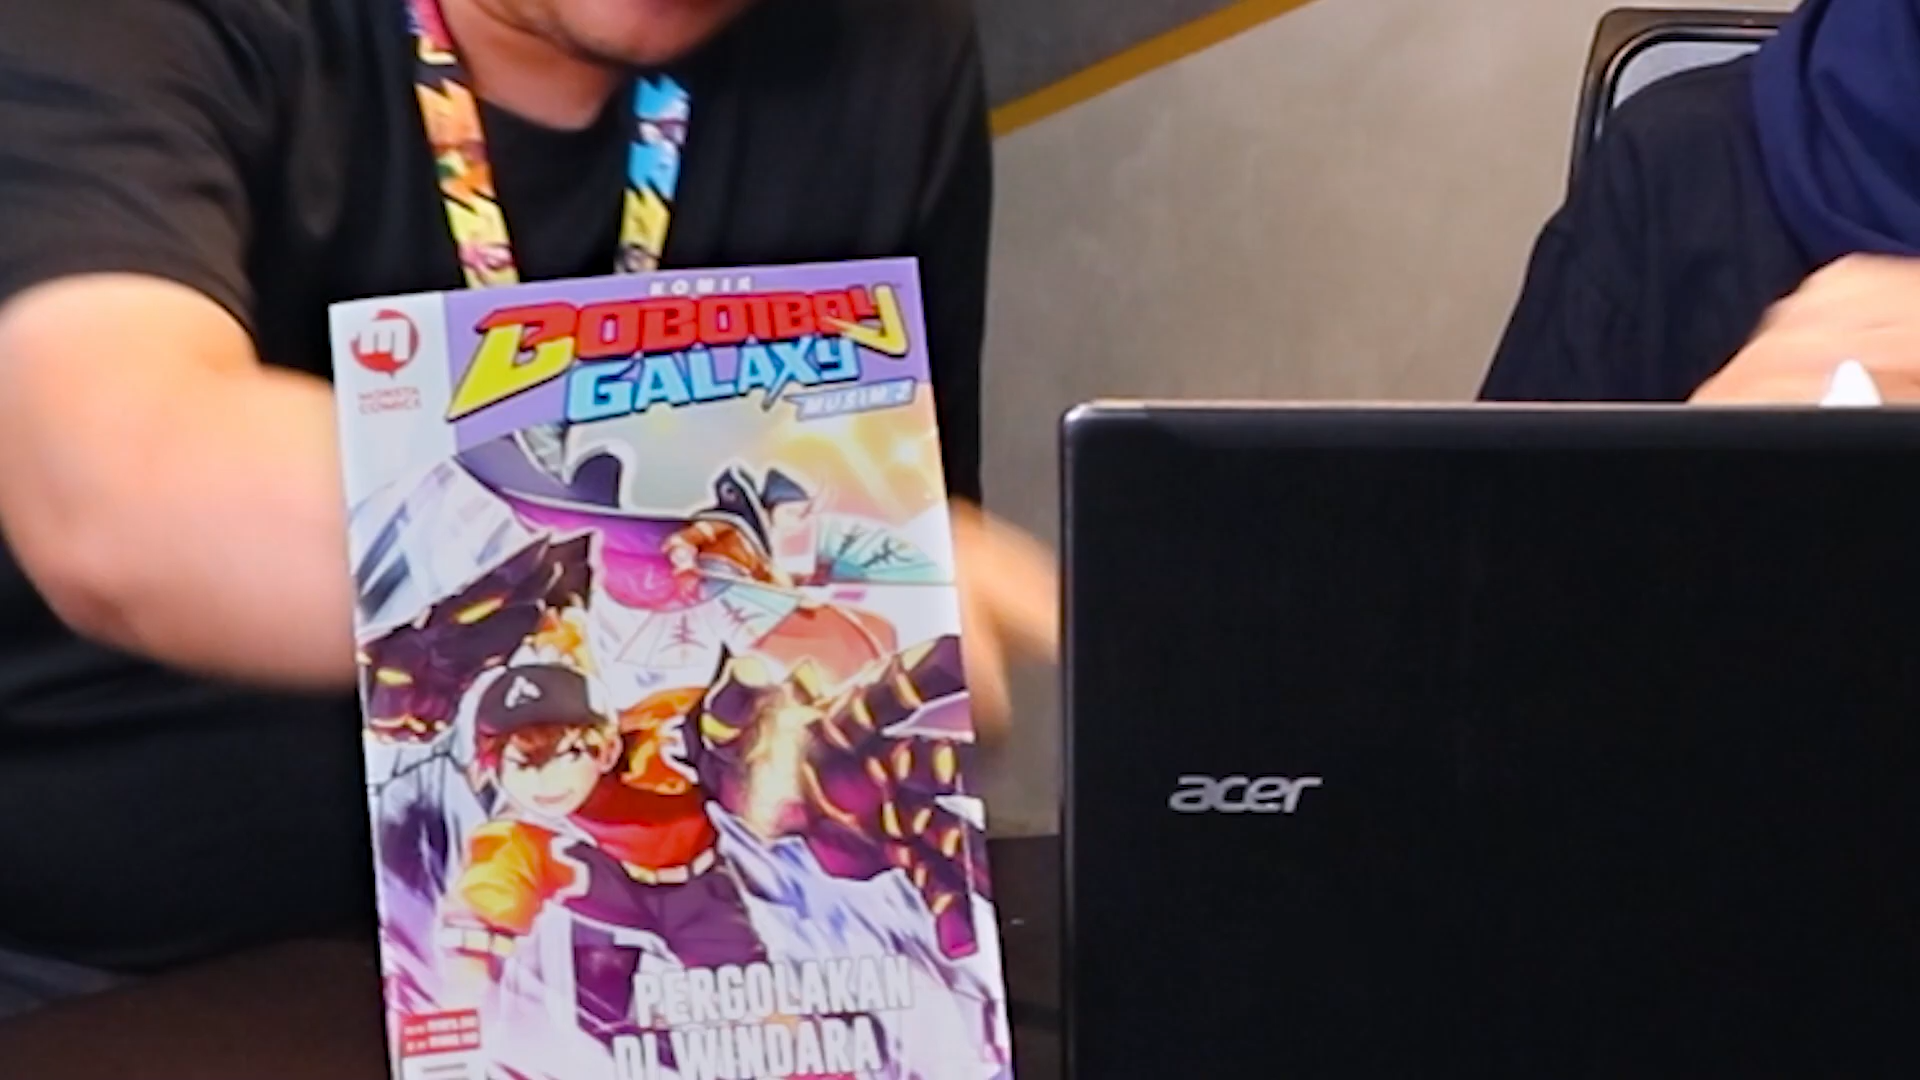 KOMIK
BOBOIBOY
GALAXY
MUSIM 2
MONSTA
COMICS
PERGOLAKAN
DI WINDARA
acer